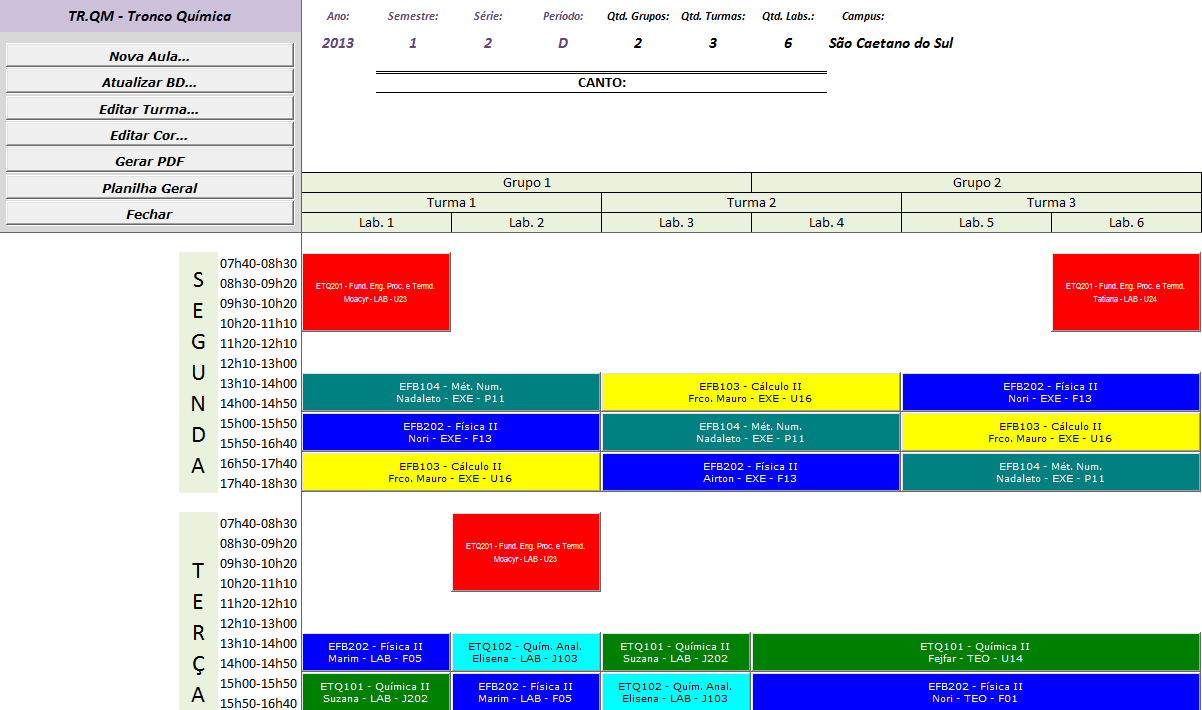 TR.QM - Tronco Química
Nova Aula...
Atualizar BD...
Editar Turma...
Editar Cor...
Gerar PDF
Planilha Geral
Fechar
Ano: Semestre: Série: Período: Qtd. Grupos: Qtd. Turmas: Qtd. Labs.: Campus:
2013 1 2 D 2 3 6 São Caetano do Sul
CANTO:
Grupo 1 Grupo 2
Turma 1 Turma 2 Turma 3
Lab. 1 Lab. 2 Lab. 3 Lab. 4 Lab. 5 Lab. 6
SEGUNDA
07h40-08h30
08h30-09h20
09h30-10h20
10h20-11h10
11h20-12h10
12h10-13h00
13h10-14h00
14h00-14h50
15h00-15h50
15h50-16h40
16h50-17h40
17h40-18h30
ETQ201 - Fund. Eng. Proc. e Termd.
Moacyr - LAB - U23
ETQ201 - Fund. Eng. Proc. e Termd.
Tatiana - LAB - U24
EFB104 - Mét. Num.
Nadaleto - EXE - P11
EFB103 - Cálculo II
Frco. Mauro - EXE - U16
EFB202 - Física II
Nori - EXE - F13
EFB202 - Física II
Nori - EXE - F13
EFB104 - Mét. Num.
Nadaleto - EXE - P11
EFB103 - Cálculo II
Frco. Mauro - EXE - U16
EFB103 - Cálculo II
Frco. Mauro - EXE - U16
EFB202 - Física II
Airton - EXE - F13
EFB104 - Mét. Num.
Nadaleto - EXE - P11
TERÇA
07h40-08h30
08h30-09h20
09h30-10h20
10h20-11h10
11h20-12h10
12h10-13h00
13h10-14h00
14h00-14h50
15h00-15h50
15h50-16h40
ETQ201 - Fund. Eng. Proc. e Termd.
Moacyr - LAB - U23
EFB202 - Física II
Marim - LAB - F05
ETQ102 - Quím. Anal.
Elisena - LAB - J103
ETQ101 - Química II
Suzana - LAB - J202
ETQ101 - Química II
Fejfar - TEO - U14
ETQ101 - Química II
Suzana - LAB - J202
EFB202 - Física II
Marim - LAB - F05
ETQ102 - Quím. Anal.
Elisena - LAB - J103
EFB202 - Física II
Nori - TEO - F01